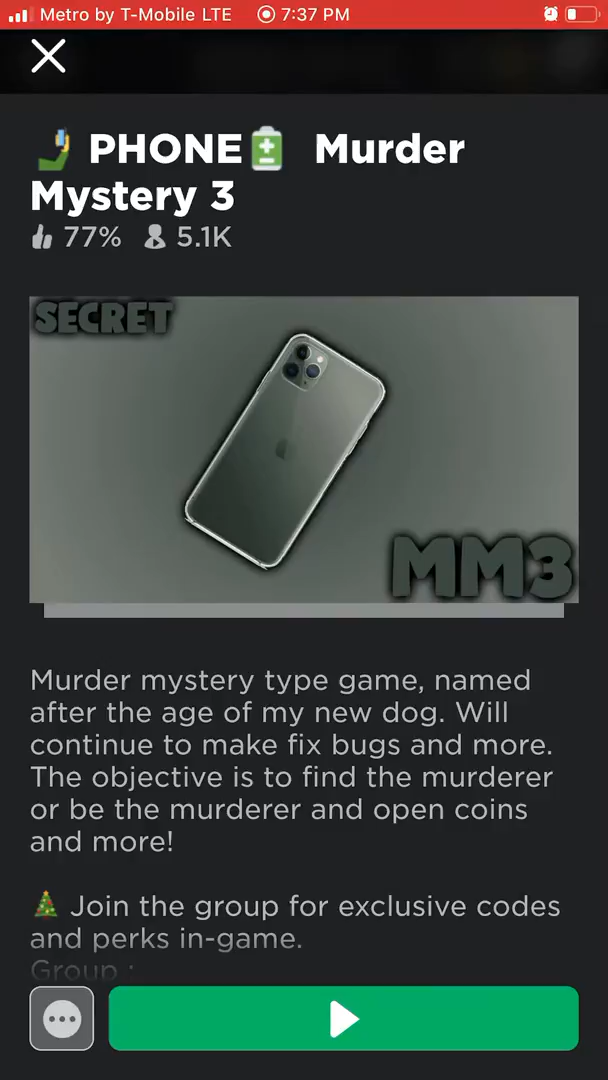 Metro by T-Mobile LTE 7:37 PM
PHONE Murder
Mystery 3
77% 5.1K
SECRET
MM3
Murder mystery type game, named
after the age of my new dog. Will
continue to make fix bugs and more.
The objective is to find the murderer
or be the murderer and open coins
and more!
🎄 Join the group for exclusive codes
and perks in-game.
Group :